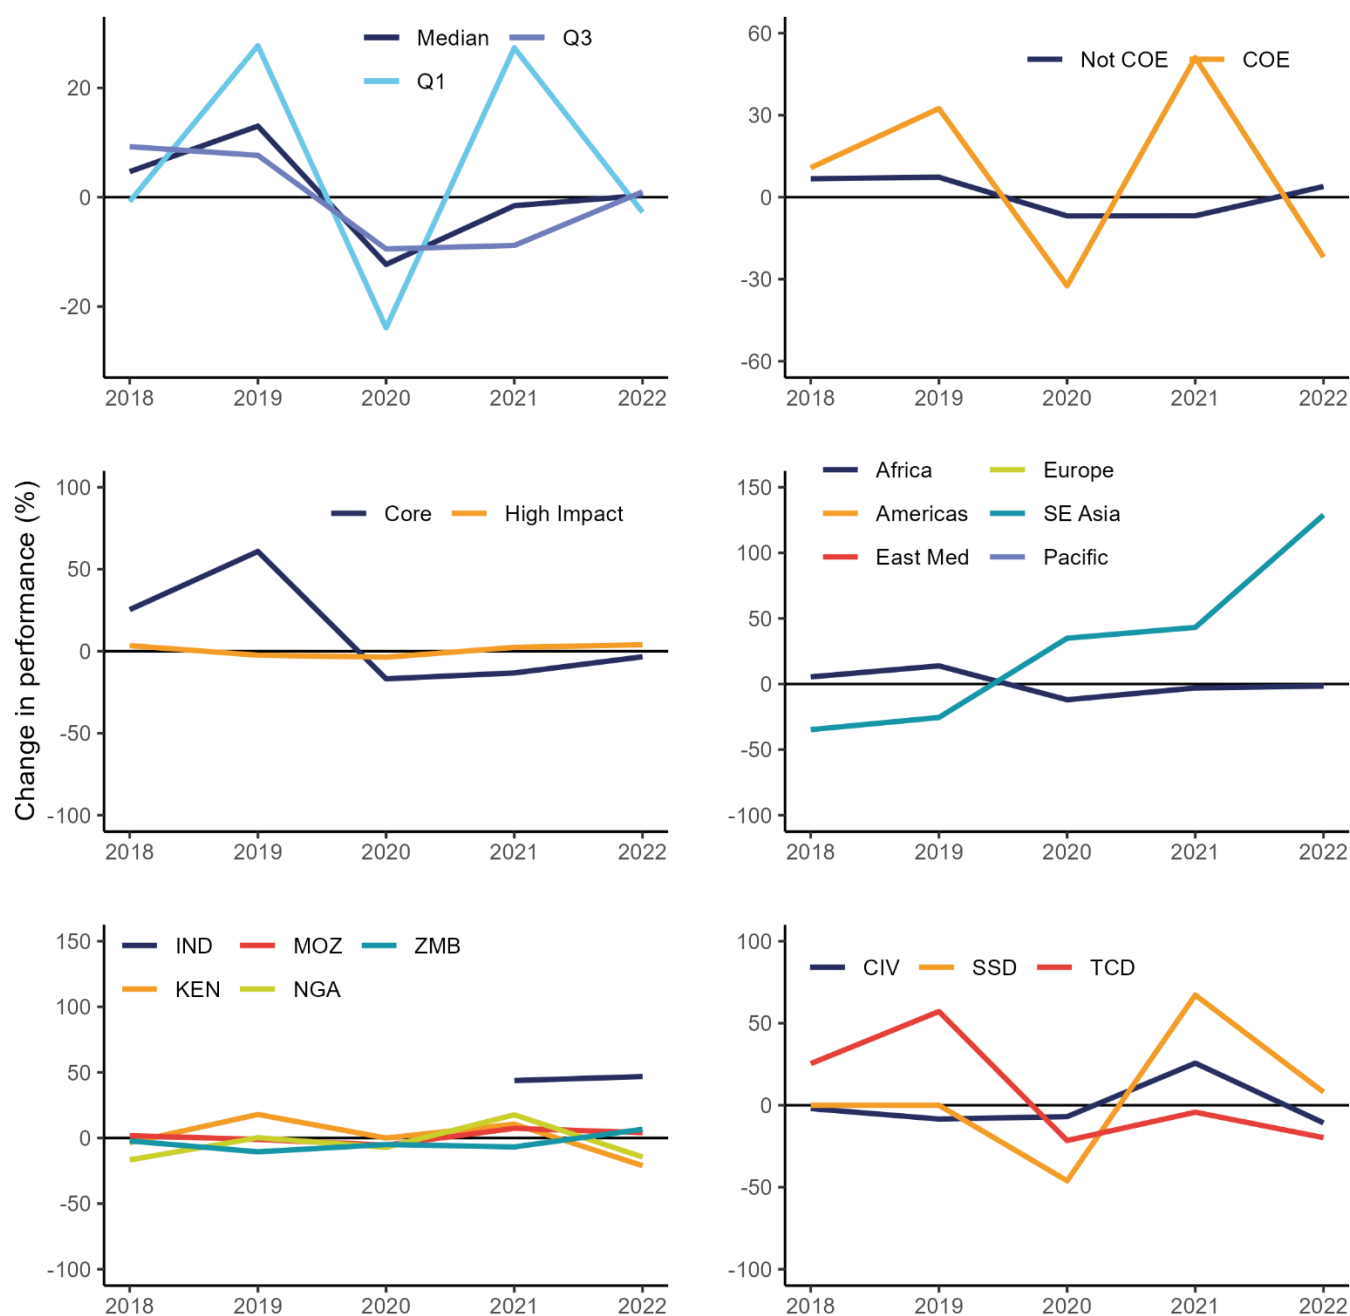 Change in performance (%)
Median Q3
Q1
20
0
-20
2018 2019 2020 2021 2022
Not COE COE
60
30
0
-30
-60
2018 2019 2020 2021 2022
Core High Impact
100
50
0
-50
-100
2018 2019 2020 2021 2022
Africa Europe
Americas SE Asia
East Med Pacific
150
100
50
0
-50
-100
2018 2019 2020 2021 2022
IND MOZ ZMB
KEN NGA
150
100
50
0
-50
-100
2018 2019 2020 2021 2022
CIV SSD TCD
100
50
0
-50
-100
2018 2019 2020 2021 2022